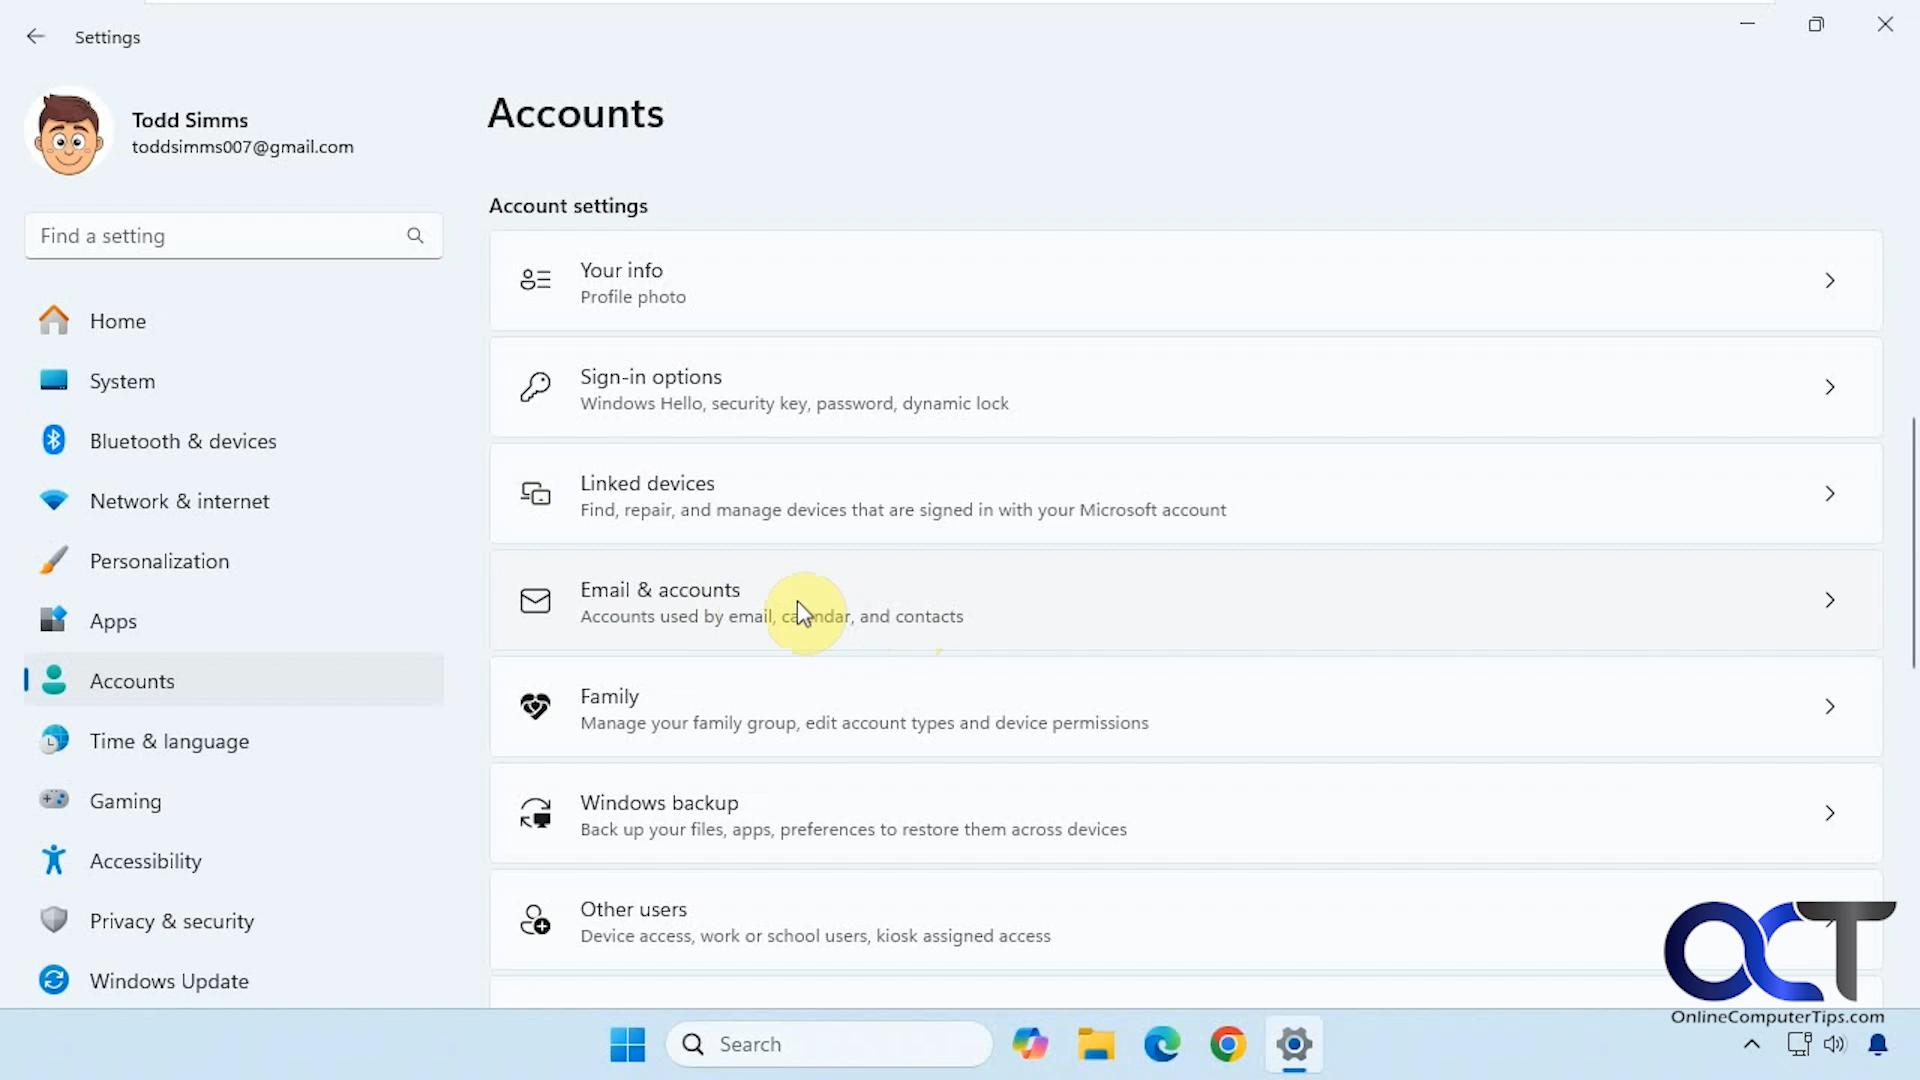 Settings
Todd Simms
toddsimms007@gmail.com
Find a setting
Home
System
Bluetooth & devices
Network & internet
Personalization
Apps
Accounts
Time & language
Gaming
Accessibility
Privacy & security
Windows Update
Accounts
Account settings
Your info
Profile photo
Sign-in options
Windows Hello, security key, password, dynamic lock
Linked devices
Find, repair, and manage devices that are signed in with your Microsoft account
Email & accounts
Accounts used by email, calendar, and contacts
Family
Manage your family group, edit account types and device permissions
Windows backup
Back up your files, apps, preferences to restore them across devices
Other users
Device access, work or school users, kiosk assigned access
OCT
OnlineComputerTips.com
Search